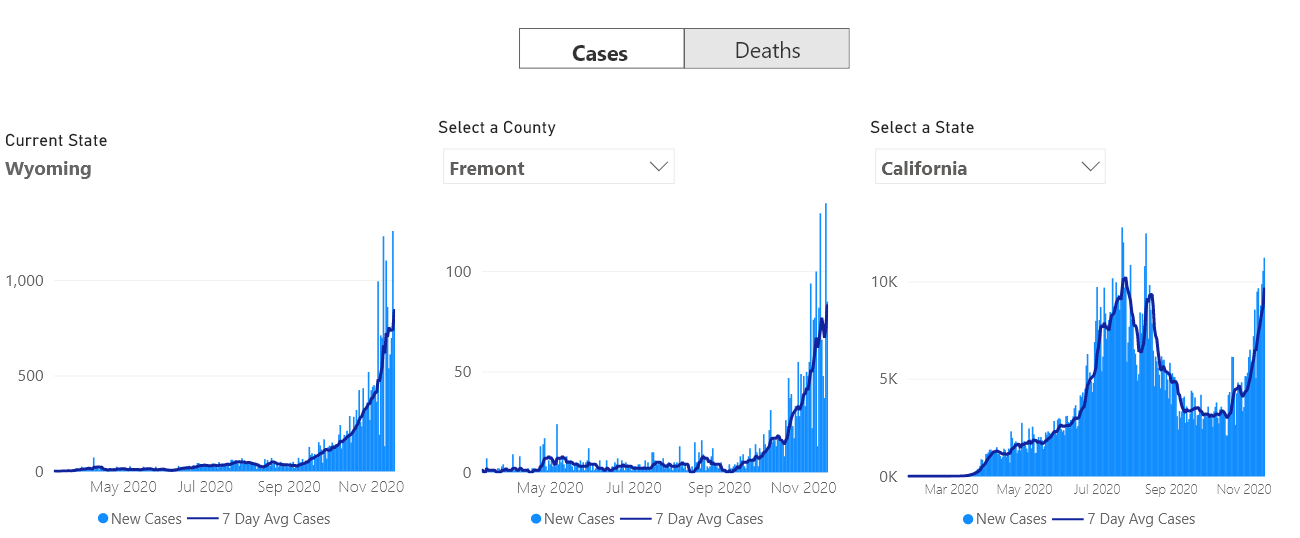 Cases Deaths
Current State
Wyoming
1,000
500
0
May 2020 Jul 2020 Sep 2020 Nov 2020
New Cases 7 Day Avg Cases
Select a County
Fremont
100
50
0
May 2020 Jul 2020 Sep 2020 Nov 2020
New Cases 7 Day Avg Cases
Select a State
California
10K
5K
0K
Mar 2020 May 2020 Jul 2020 Sep 2020 Nov 2020
New Cases 7 Day Avg Cases